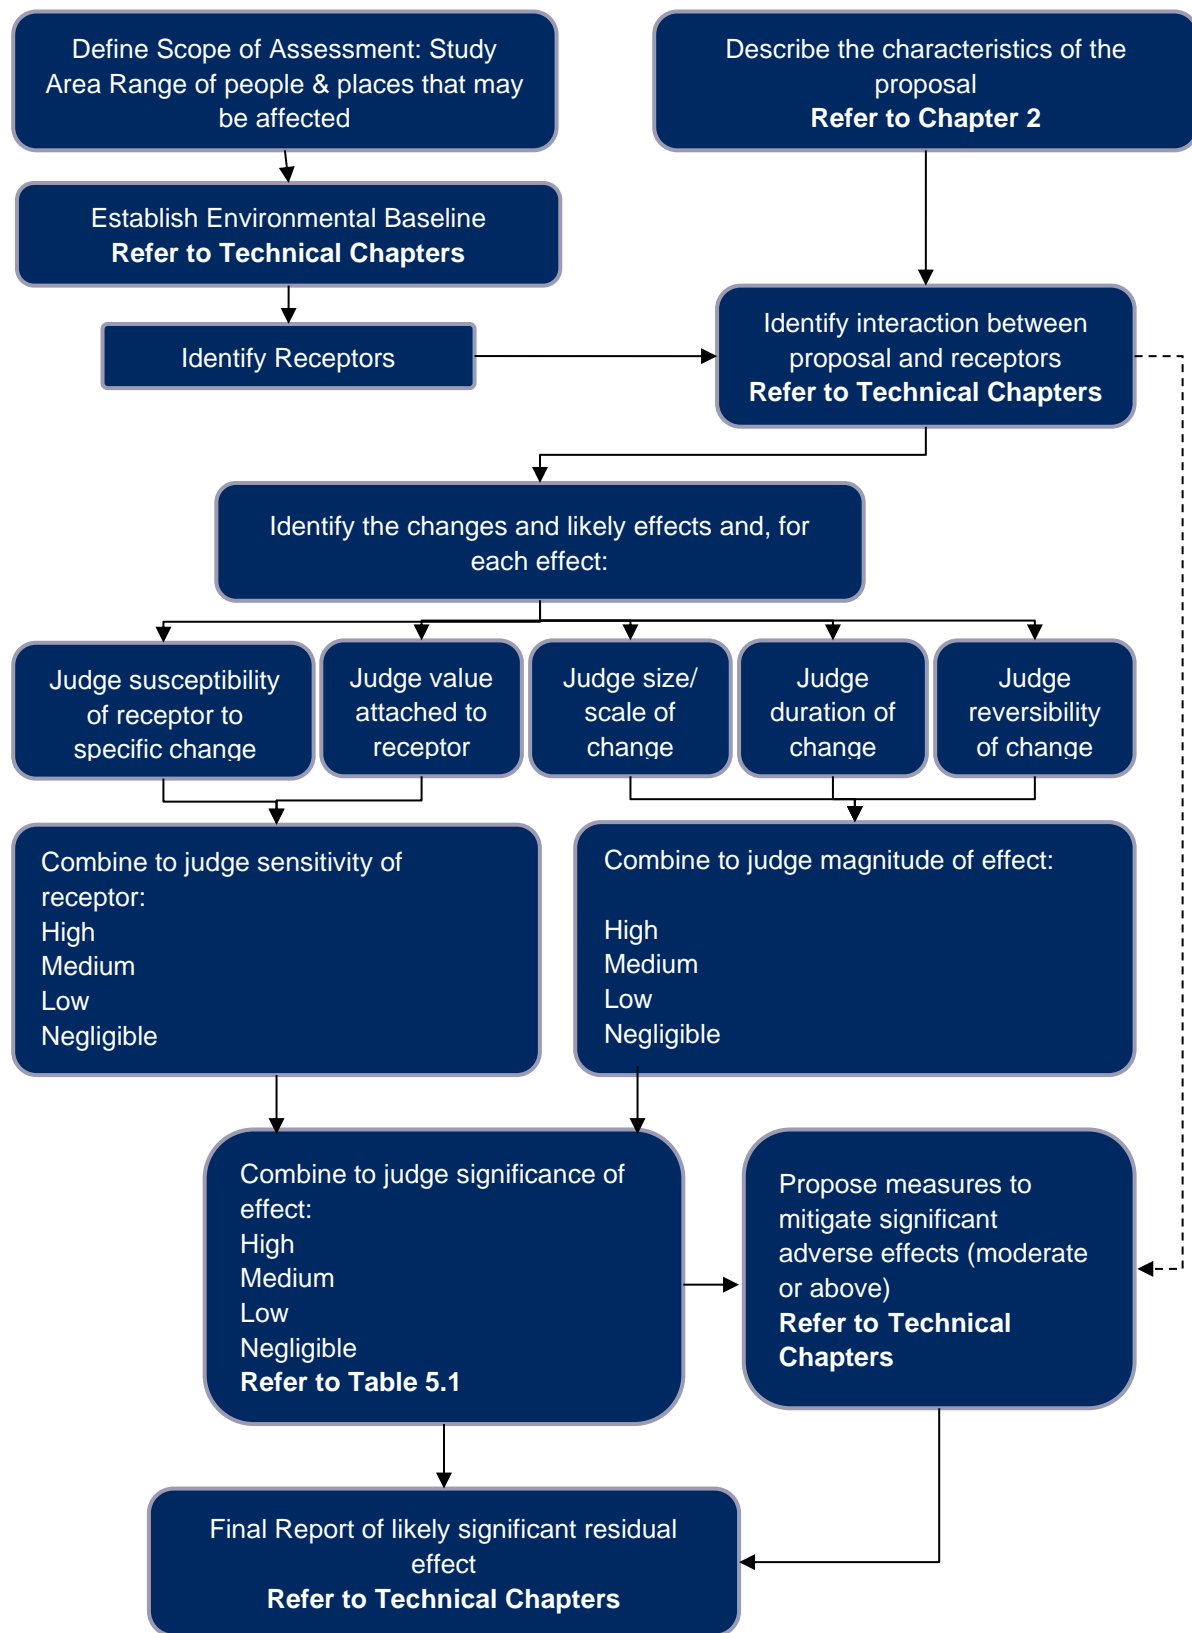 Define Scope of Assessment: Study
Area Range of people & places that may
be affected
Describe the characteristics of the
proposal
Refer to Chapter 2
Establish Environmental Baseline
Refer to Technical Chapters
Identify Receptors
Identify interaction between
proposal and receptors
Refer to Technical Chapters
Identify the changes and likely effects and, for
each effect:
Judge susceptibility
of receptor to
specific change
Judge value
attached to
receptor
Judge size/
scale of
change
Judge
duration of
change
Judge
reversibility
of change
Combine to judge sensitivity of
receptor:
High
Medium
Low
Negligible
Combine to judge magnitude of effect:
High
Medium
Low
Negligible
Combine to judge significance of
effect:
High
Medium
Low
Negligible
Refer to Table 5.1
Propose measures to
mitigate significant
adverse effects (moderate
or above)
Refer to Technical
Chapters
Final Report of likely significant residual
effect
Refer to Technical Chapters